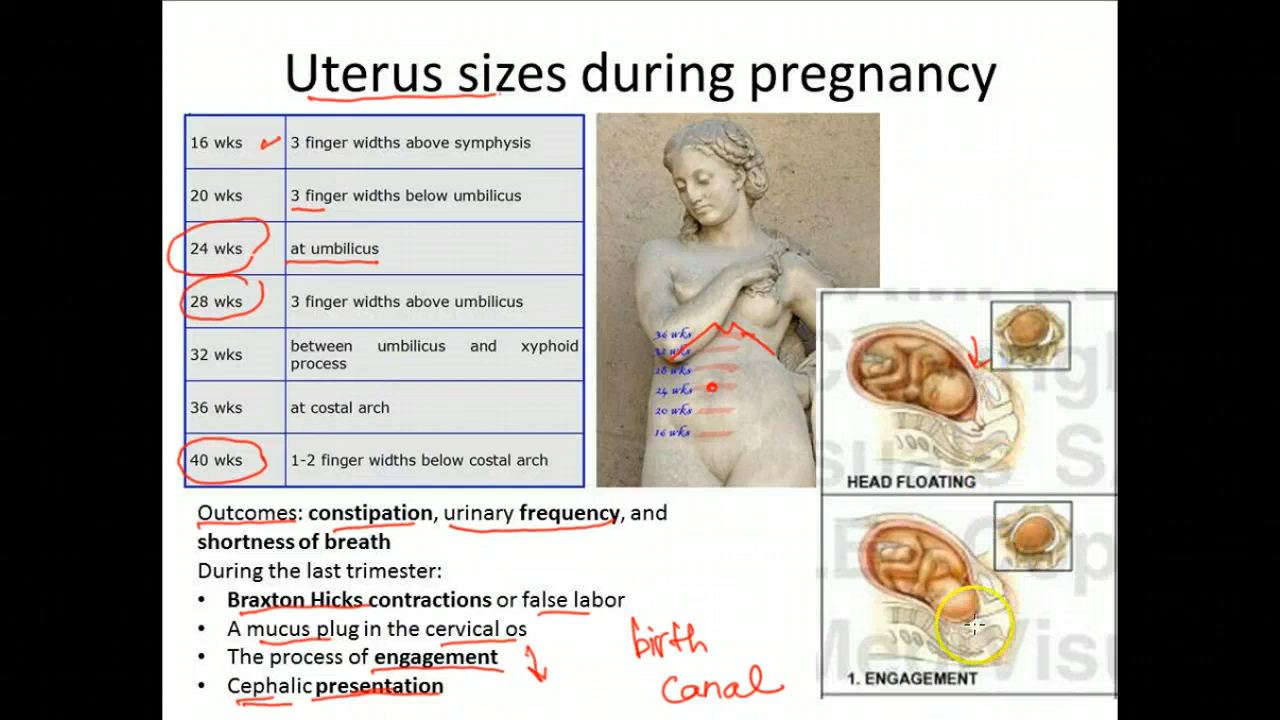 Uterus sizes during pregnancy
16 wks 3 finger widths above symphysis
20 wks 3 finger widths below umbilicus
24 wks at umbilicus
28 wks 3 finger widths above umbilicus
32 wks between umbilicus and xyphoid
process
36 wks at costal arch
40 wks 1-2 finger widths below costal arch
36 wks
32 wks
28 wks
24 wks
20 wks
16 wks
HEAD FLOATING
1. ENGAGEMENT
Outcomes: constipation, urinary frequency, and
shortness of breath
During the last trimester:
• Braxton Hicks contractions or false labor
• A mucus plug in the cervical os
• The process of engagement
• Cephalic presentation
birth
canal